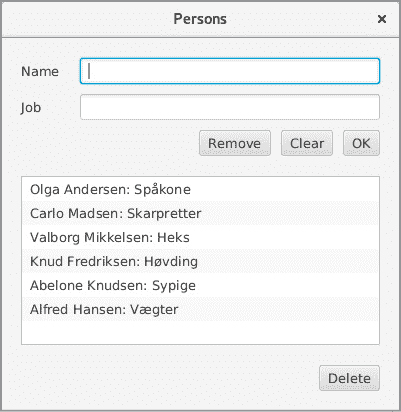 Persons ×
Name
Job
Remove Clear OK
Olga Andersen: Spåkone
Carlo Madsen: Skarpretter
Valborg Mikkelsen: Heks
Knud Fredriksen: Høvding
Abelone Knudsen: Sypige
Alfred Hansen: Vægter
Delete